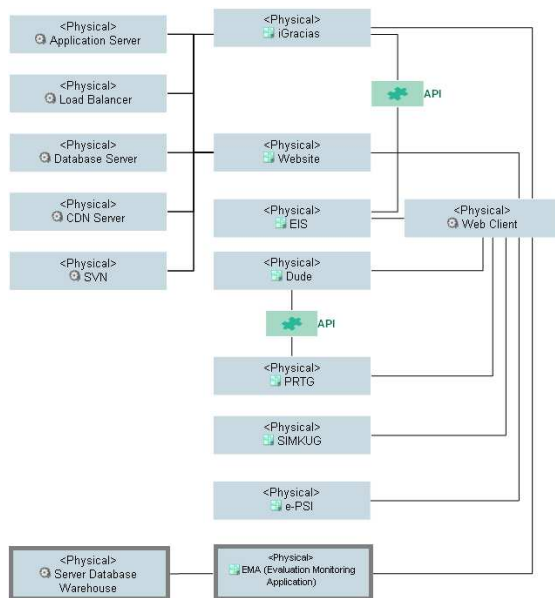 <Physical>
Application Server
<Physical>
iGracias
<Physical>
Load Balancer
API
<Physical>
Database Server
<Physical>
Website
<Physical>
CDN Server
<Physical>
EIS
<Physical>
Web Client
<Physical>
SVN
<Physical>
Dude
API
<Physical>
PRTG
<Physical>
SIMKUG
<Physical>
e-PSI
<Physical>
Server Database
Warehouse
<Physical>
EMA (Evaluation Monitoring
Application)